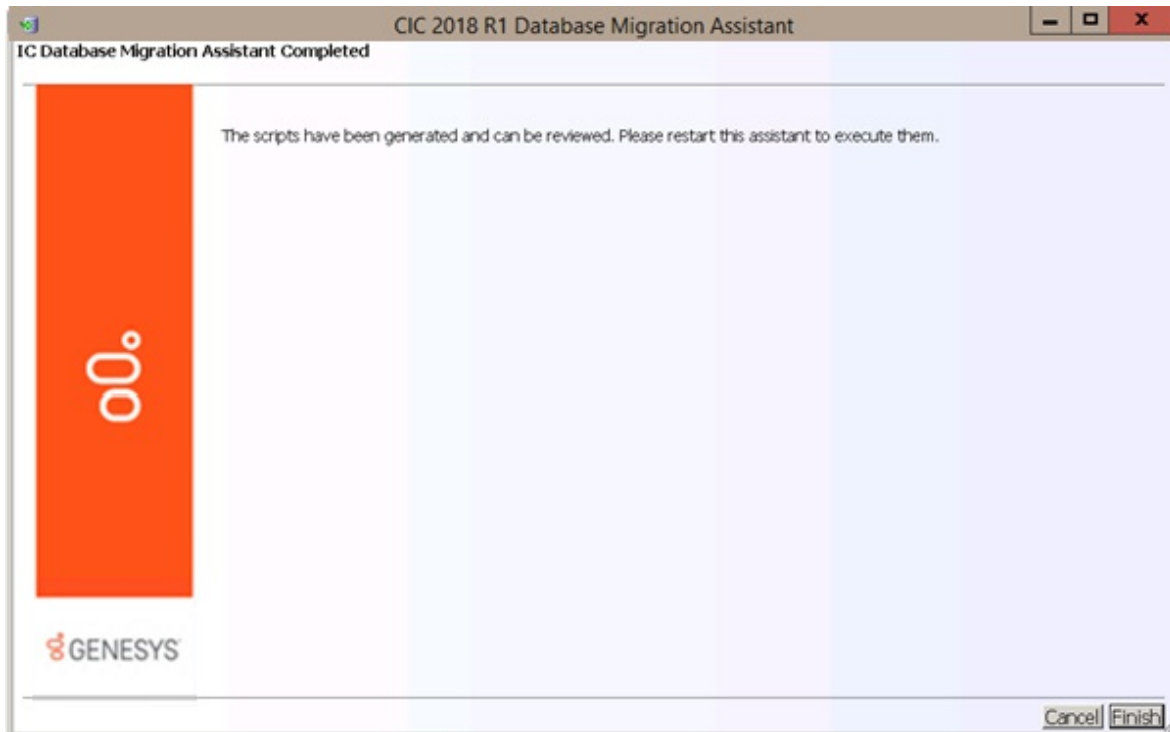 CIC 2018 R1 Database Migration Assistant
IC Database Migration Assistant Completed
The scripts have been generated and can be reviewed. Please restart this assistant to execute them.
GENESYS
Cancel Finish